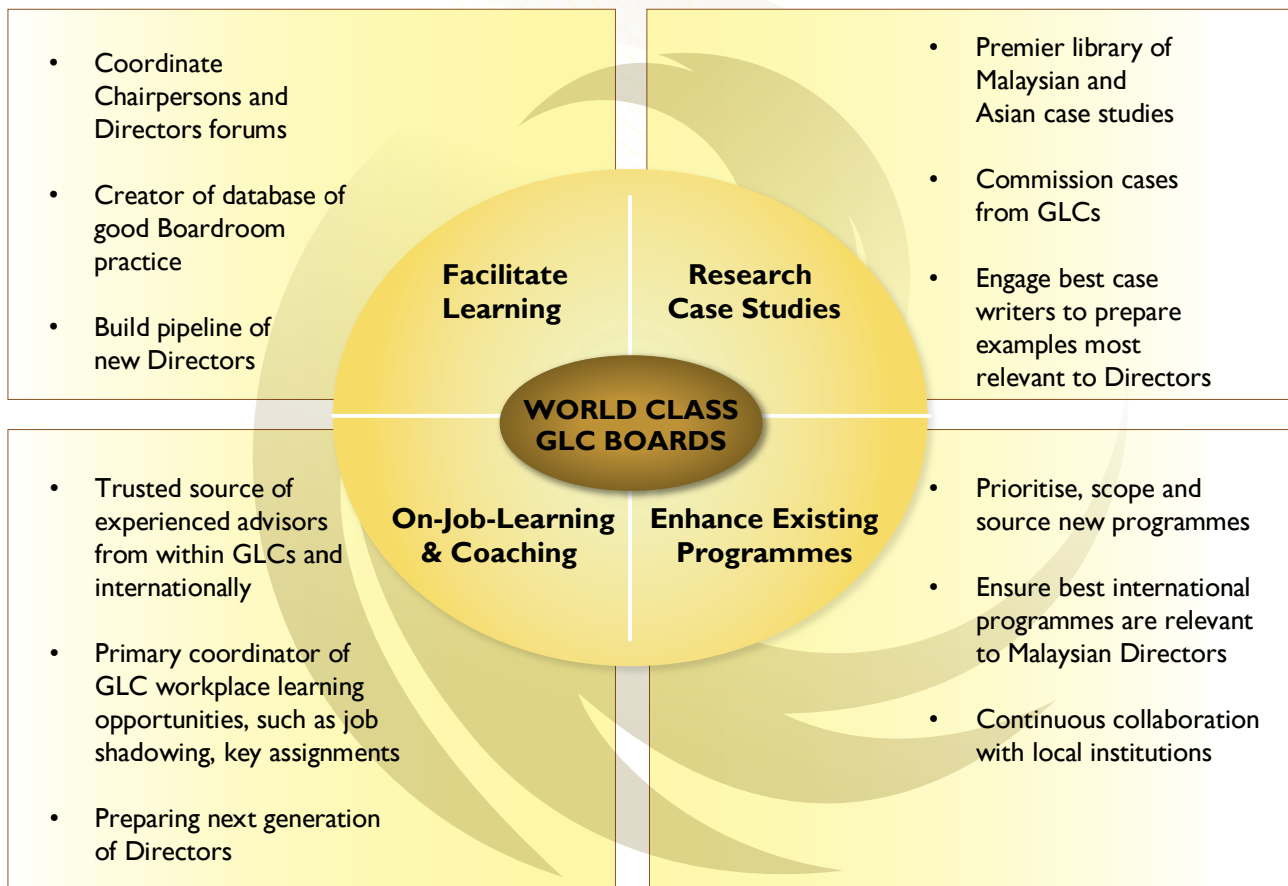 • Coordinate
Chairpersons and
Directors forums
• Creator of database of
good Boardroom
practice
• Build pipeline of
new Directors
• Premier library of
Malaysian and
Asian case studies
• Commission cases
from GLCs
• Engage best case
writers to prepare
examples most
relevant to Directors
Facilitate
Learning
Research
Case Studies
WORLD CLASS
GLC BOARDS
On-Job-Learning
& Coaching
Enhance Existing
Programmes
• Trusted source of
experienced advisors
from within GLCs and
internationally
• Primary coordinator of
GLC workplace learning
opportunities, such as job
shadowing, key assignments
• Preparing next generation
of Directors
• Prioritise, scope and
source new programmes
• Ensure best international
programmes are relevant
to Malaysian Directors
• Continuous collaboration
with local institutions